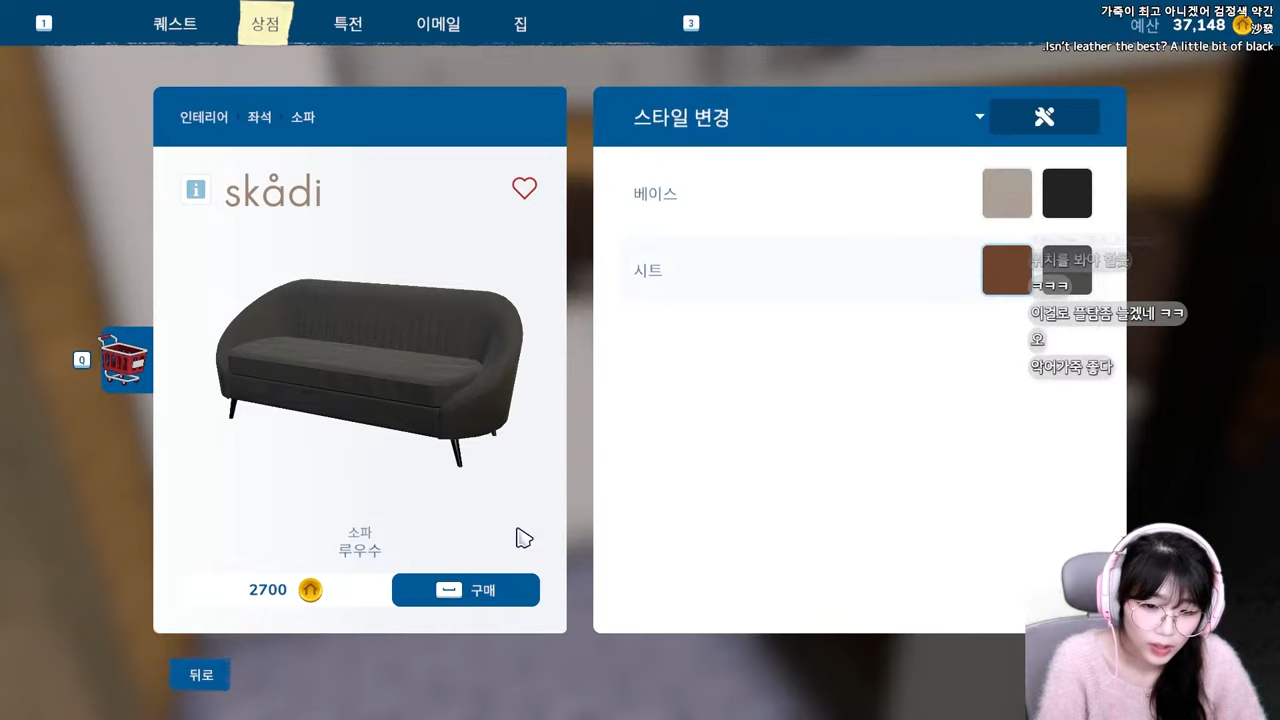 1
퀘스트
상점
특전
이메일
집
3
예산
37,148
가죽이 최고 아니겠어 검정색 약간
沙發
.Isn't leather the best? A little bit of black
인테리어
좌석
소파
skådi
Q
소파
루우수
2700
구매
뒤로
스타일 변경
베이스
시트
ㅋㅋㅋ
이걸로 플탐좀 늘겠네 ㅋㅋ
오
악어가죽 좋다